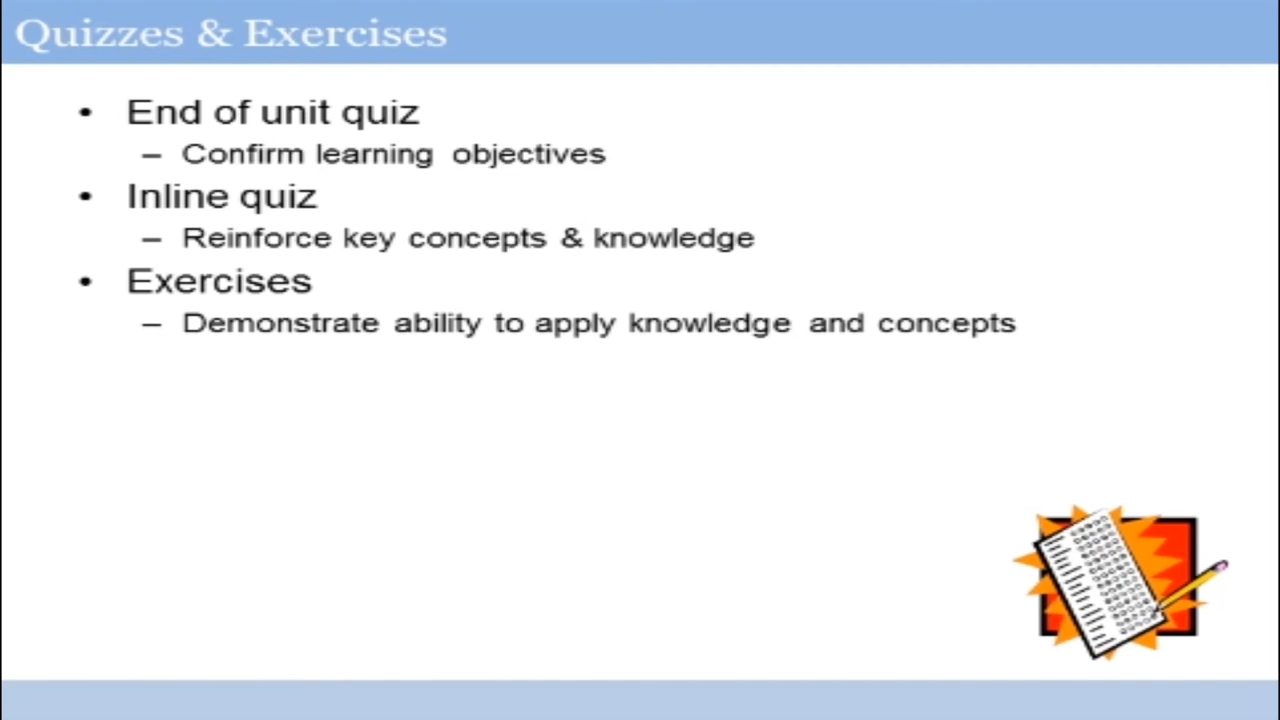 Quizzes & Exercises
• End of unit quiz
– Confirm learning objectives
• Inline quiz
– Reinforce key concepts & knowledge
• Exercises
– Demonstrate ability to apply knowledge and concepts